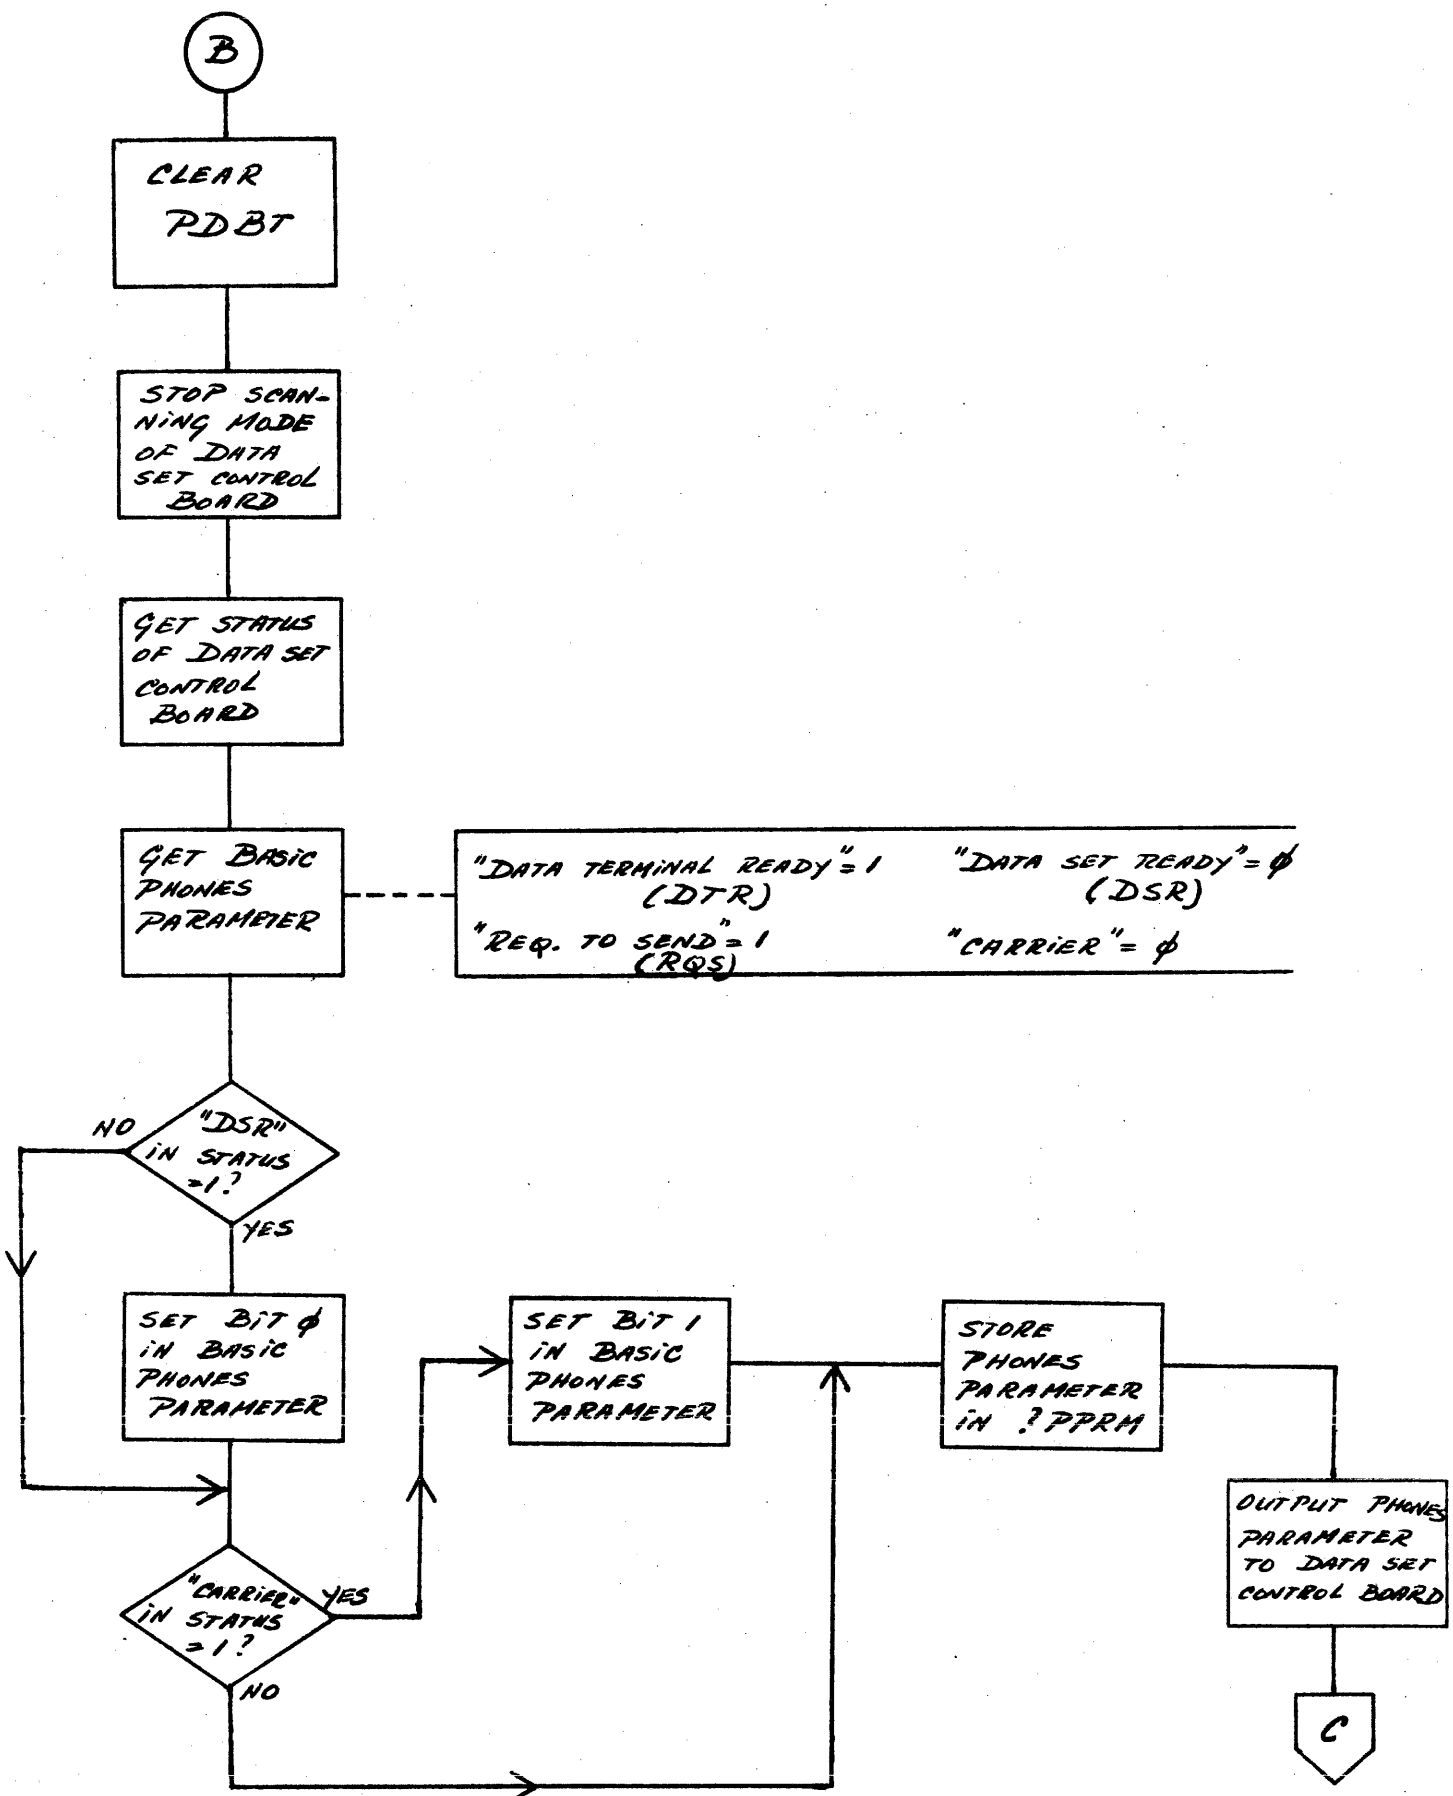 B
CLEAR
PDBT
STOP SCAN-
NING MODE
OF DATA
SET CONTROL
BOARD
GET STATUS
OF DATA SET
CONTROL
BOARD
GET BASIC
PHONES
PARAMETER
"DATA TERMINAL READY"=1
(DTR)
"REQ. TO SEND"=1
(RQS)
"DATA SET READY"=ϕ
(DSR)
"CARRIER"=ϕ
"DSR"
IN STATUS
=1?
NO
YES
SET BIT ϕ
IN BASIC
PHONES
PARAMETER
"CARRIER"
IN STATUS
=1?
YES
NO
SET BIT 1
IN BASIC
PHONES
PARAMETER
STORE
PHONES
PARAMETER
IN ?PPRM
OUTPUT PHONES
PARAMETER
TO DATA SET
CONTROL BOARD
C